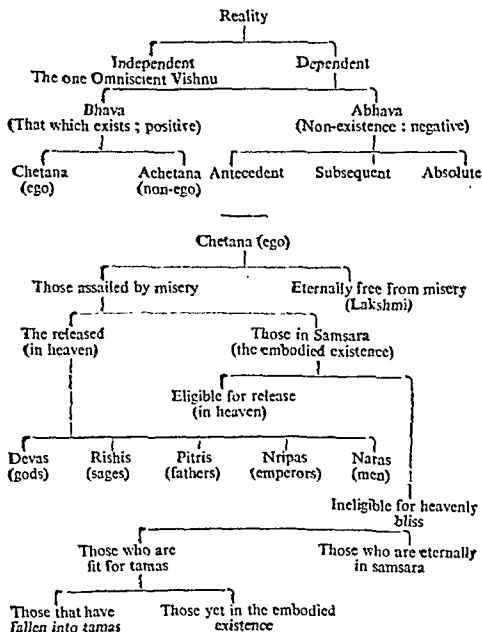 Reality
Independent Dependent
The one Omniscient Vishnu
Bhava Abhava
(That which exists ; positive) (Non-existence : negative)
Chetana Achetana Antecedent Subsequent Absolute
(ego) (non-ego)
Chetana (ego)
Those assailed by misery Eternally free from misery
(Lakshmi)
The released Those in Samsara
(in heaven) (the embodied existence)
Eligible for release
(in heaven)
Devas Rishis Pitris Nripas Naras
(gods) (sages) (fathers) (emperors) (men)
Ineligible for heavenly
bliss
Those who are Those who are eternally
fit for tamas in samsara
Those that have Those yet in the embodied
fallen into tamas existence